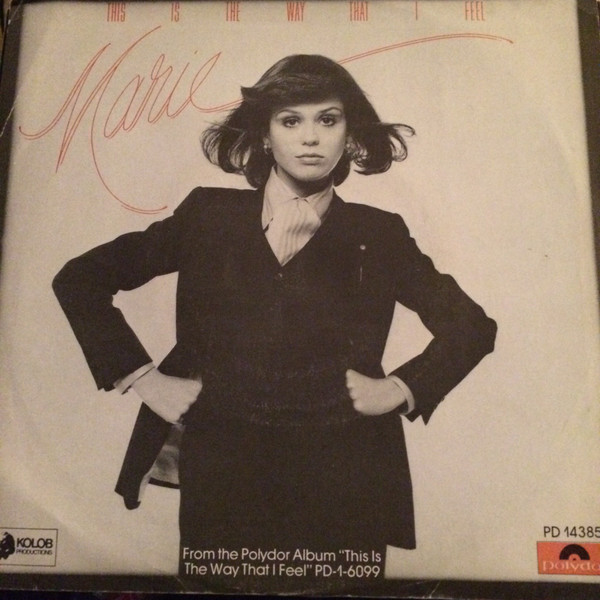 THIS IS THE WAY THAT I FEEL
Marie
KOLOB
PRODUCTIONS
From the Polydor Album "This Is
The Way That I Feel" PD-1-6099
PD 14385
polydor